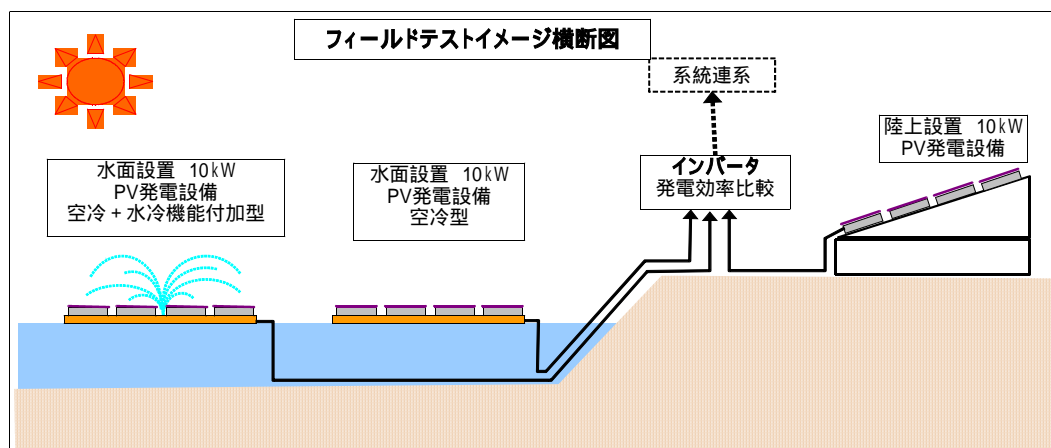 フィールドテストイメージ横断図
系統連系
陸上設置 10kW
PV発電設備
水面設置 10kW
PV発電設備
空冷+水冷機能付加型
水面設置 10kW
PV発電設備
空冷型
インバータ
発電効率比較